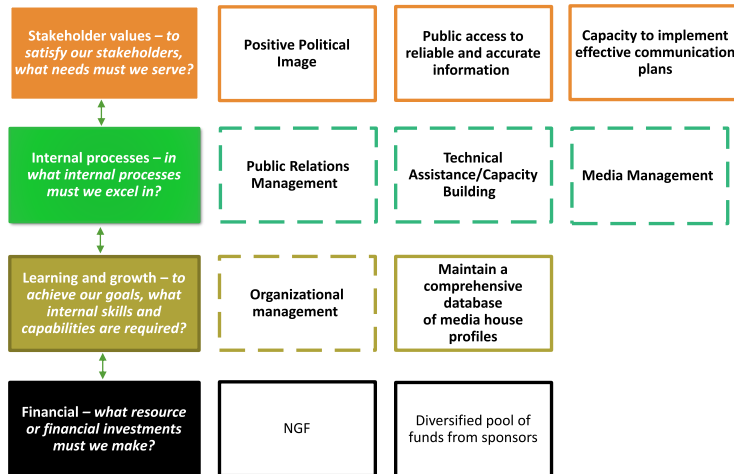 Stakeholder values – to
satisfy our stakeholders,
what needs must we serve?
Positive Political
Image
Public access to
reliable and accurate
information
Capacity to implement
effective communication
plans
Internal processes – in
what internal processes
must we excel in?
Public Relations
Management
Technical
Assistance/Capacity
Building
Media Management
Learning and growth – to
achieve our goals, what
internal skills and
capabilities are required?
Organizational
management
Maintain a
comprehensive
database
of media house
profiles
Financial – what resource
or financial investments
must we make?
NGF
Diversified pool of
funds from sponsors